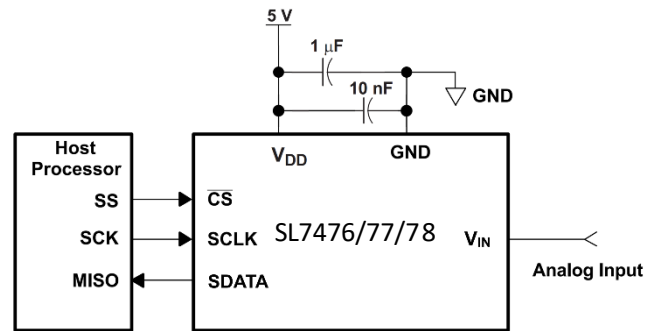 5 V
1 μF
10 nF
GND
Host
Processor
V_DD
GND
SS
CS
SCK
SCLK
SL7476/77/78
V_IN
MISO
SDATA
Analog Input